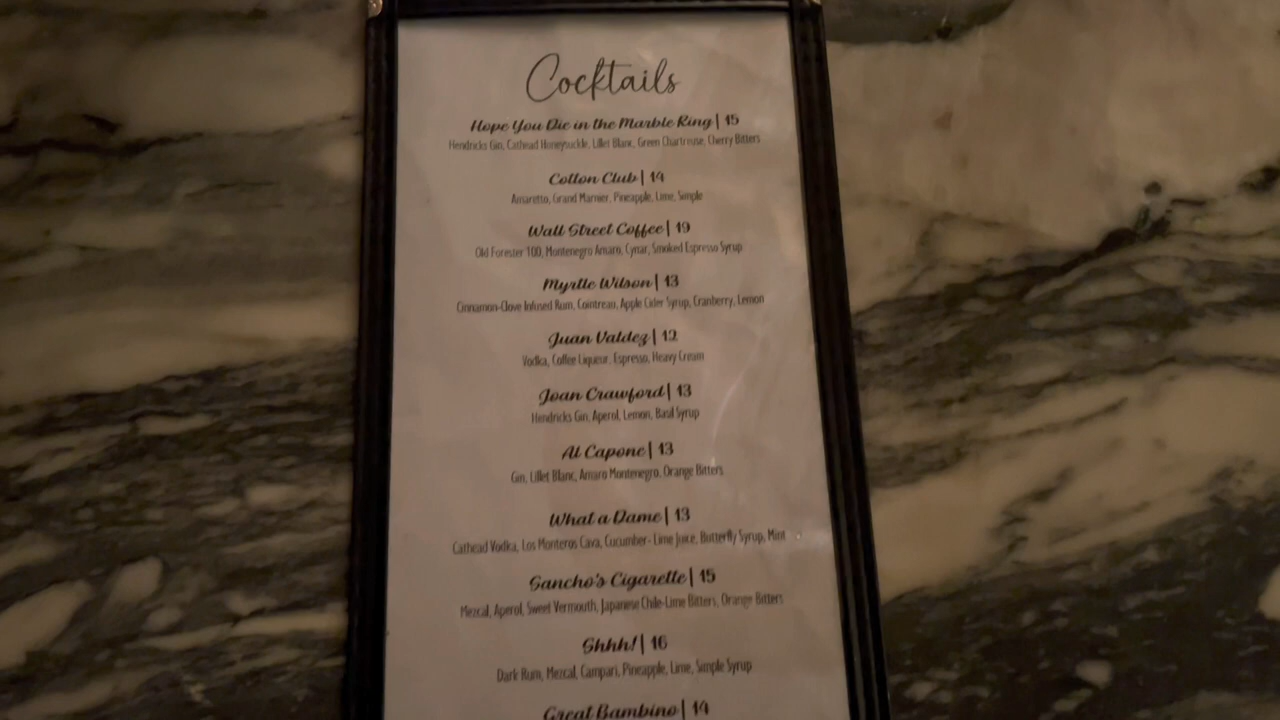 Cocktails
Hope You Die in the Marble Ring | 15
Hendricks Gin, Cathead Honeysuckle, Lillet Blanc, Green Chartreuse, Cherry Bitters
Cotton Club | 14
Amaretto, Grand Marnier, Pineapple, Lime, Simple
Wall Street Coffee | 19
Old Forester 100, Montenegro Amaro, Cynar, Smoked Espresso Syrup
Myrtle Wilson | 13
Cinnamon-Clove Infused Rum, Cointreau, Apple Cider Syrup, Cranberry, Lemon
Juan Valdez | 12
Vodka, Coffee Liqueur, Espresso, Heavy Cream
Joan Crawford | 13
Hendricks Gin, Aperol, Lemon, Basil Syrup
Al Capone | 13
Gin, Lillet Blanc, Amaro Montenegro, Orange Bitters
What a Dame | 13
Cathead Vodka, Los Monteros Cava, Cucumber- Lime Juice, Butterfly Syrup, Mint
Sancho's Cigarette | 15
Mezcal, Aperol, Sweet Vermouth, Japanese Chile-Lime Bitters, Orange Bitters
Shhh! | 16
Dark Rum, Mezcal, Campari, Pineapple, Lime, Simple Syrup
Great Bambino | 14